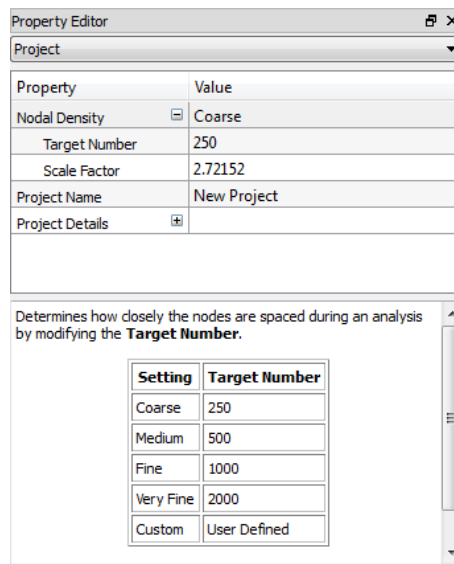 Property Editor
Project
Property Value
Nodal Density Coarse
Target Number 250
Scale Factor 2.72152
Project Name New Project
Project Details
Determines how closely the nodes are spaced during an analysis
by modifying the Target Number.
Setting Target Number
Coarse 250
Medium 500
Fine 1000
Very Fine 2000
Custom User Defined